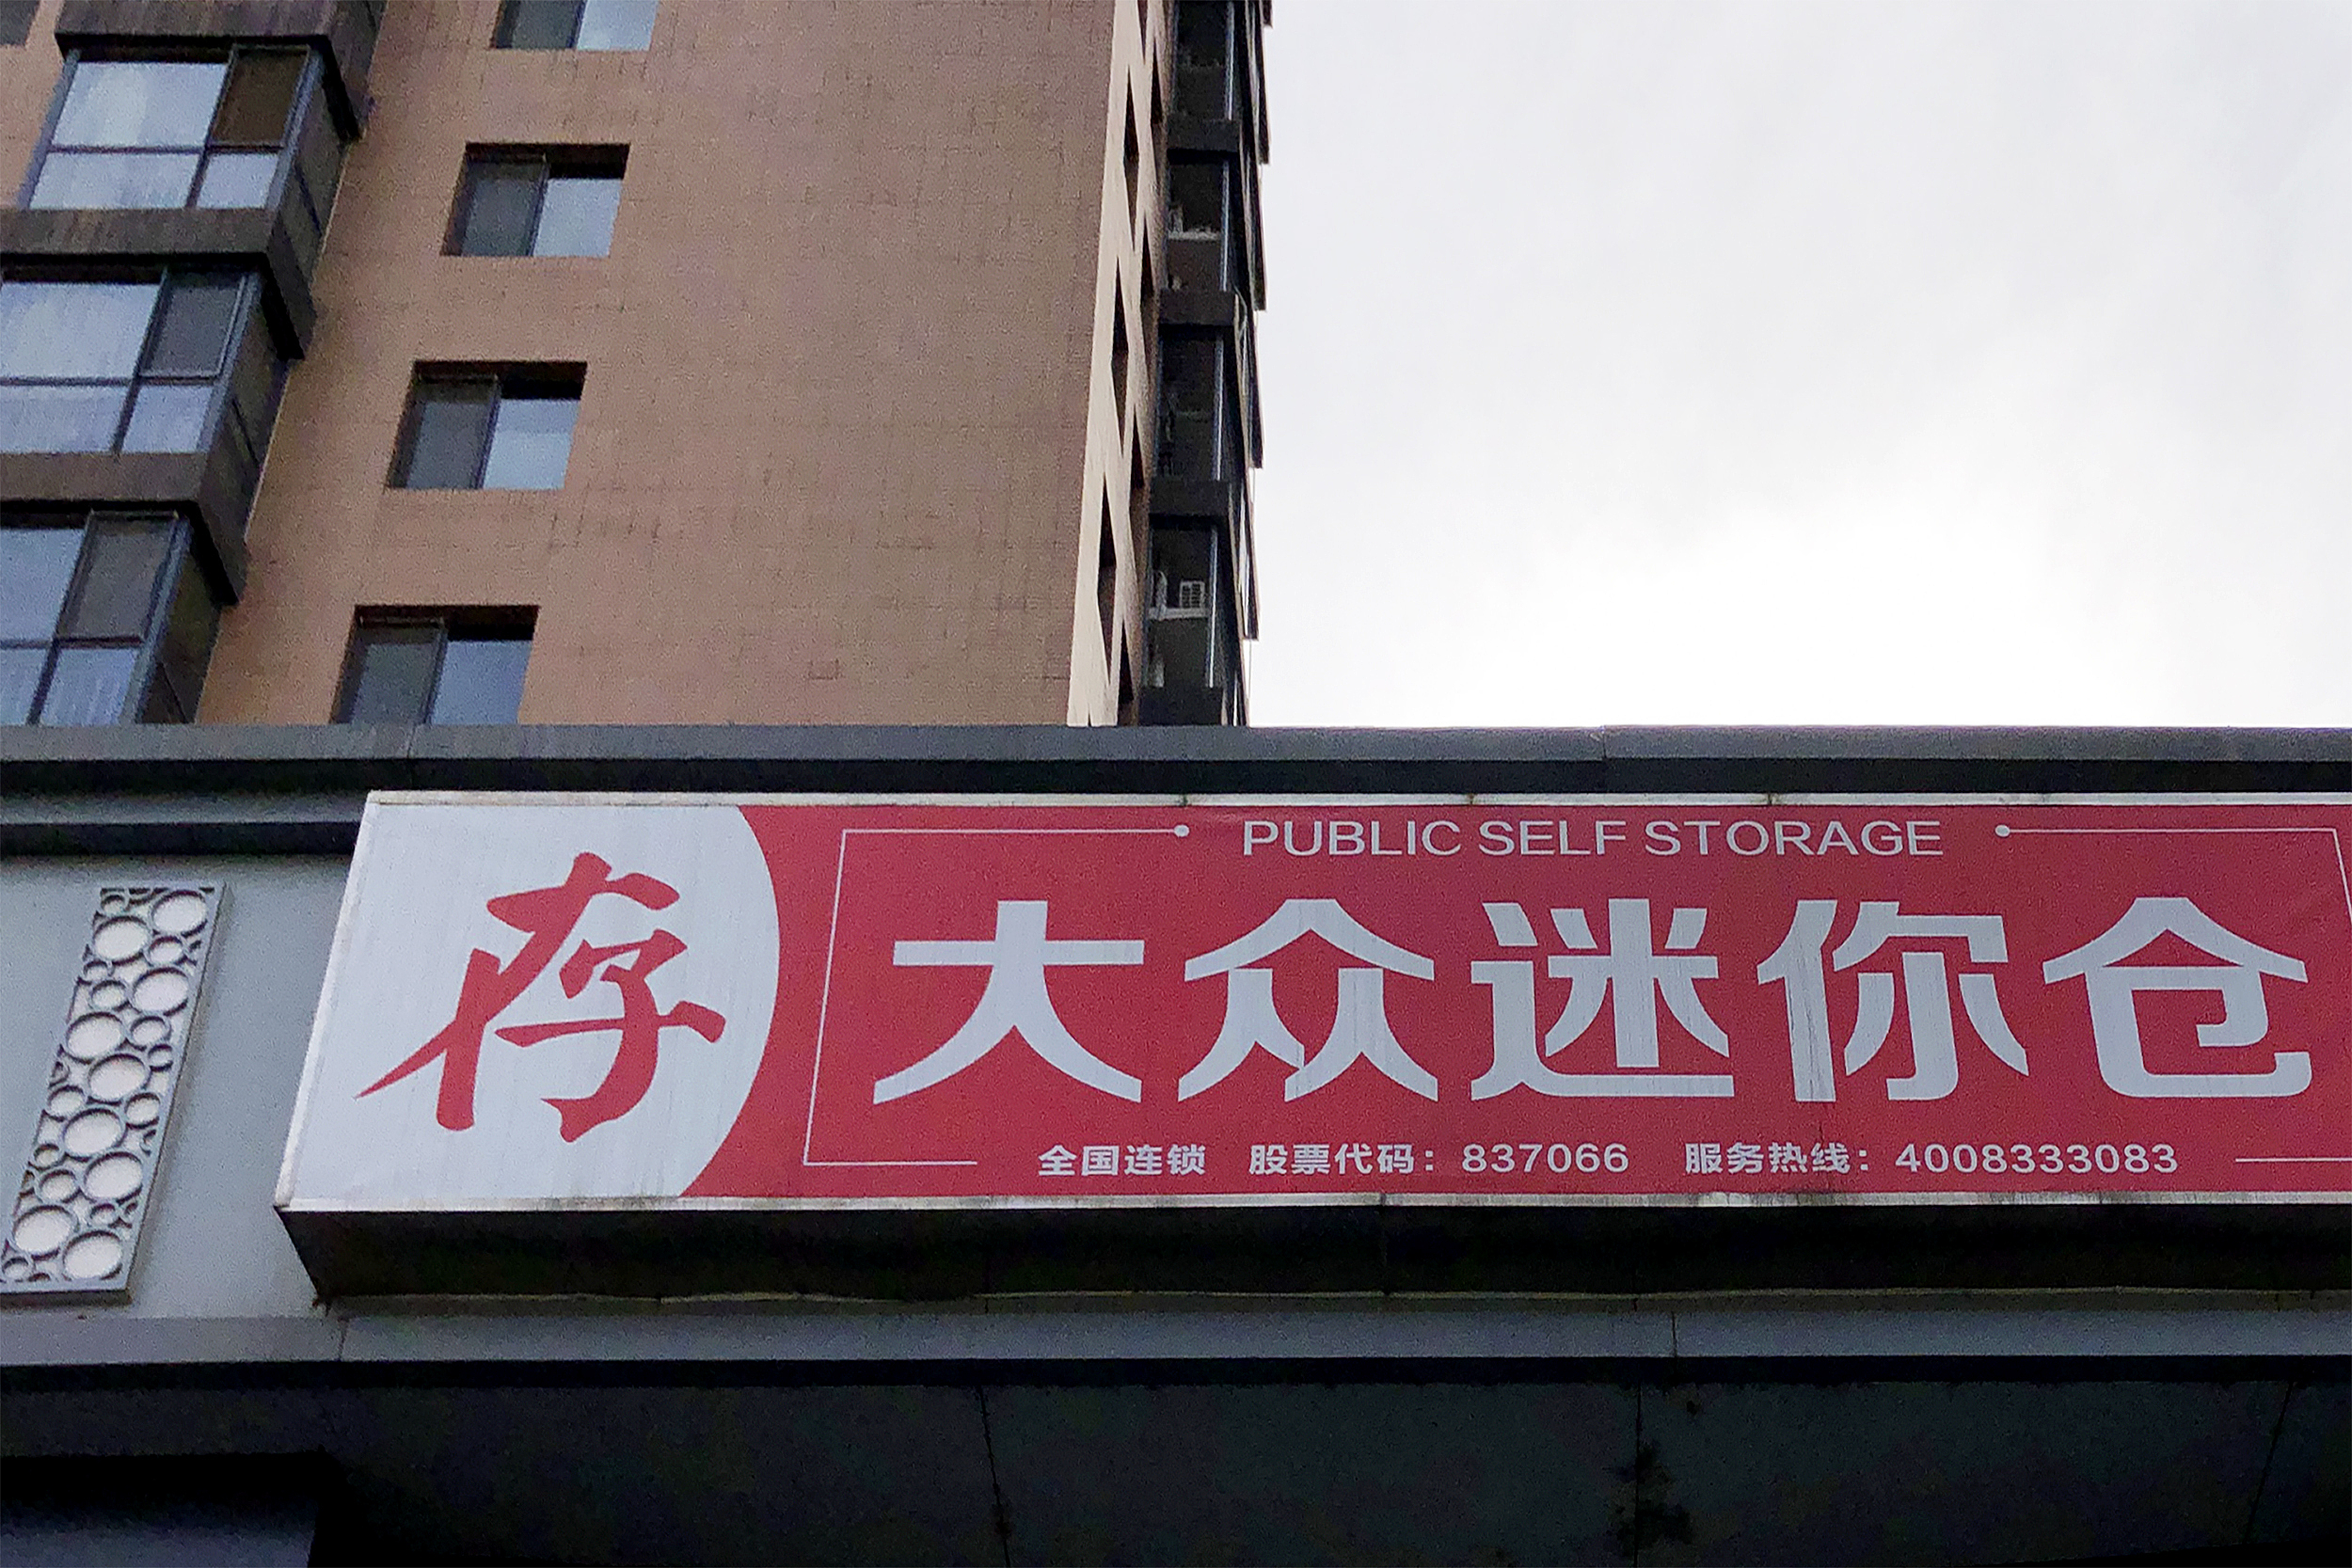 存
PUBLIC SELF STORAGE
大众迷你仓
全国连锁 股票代码：837066 服务热线：4008333083